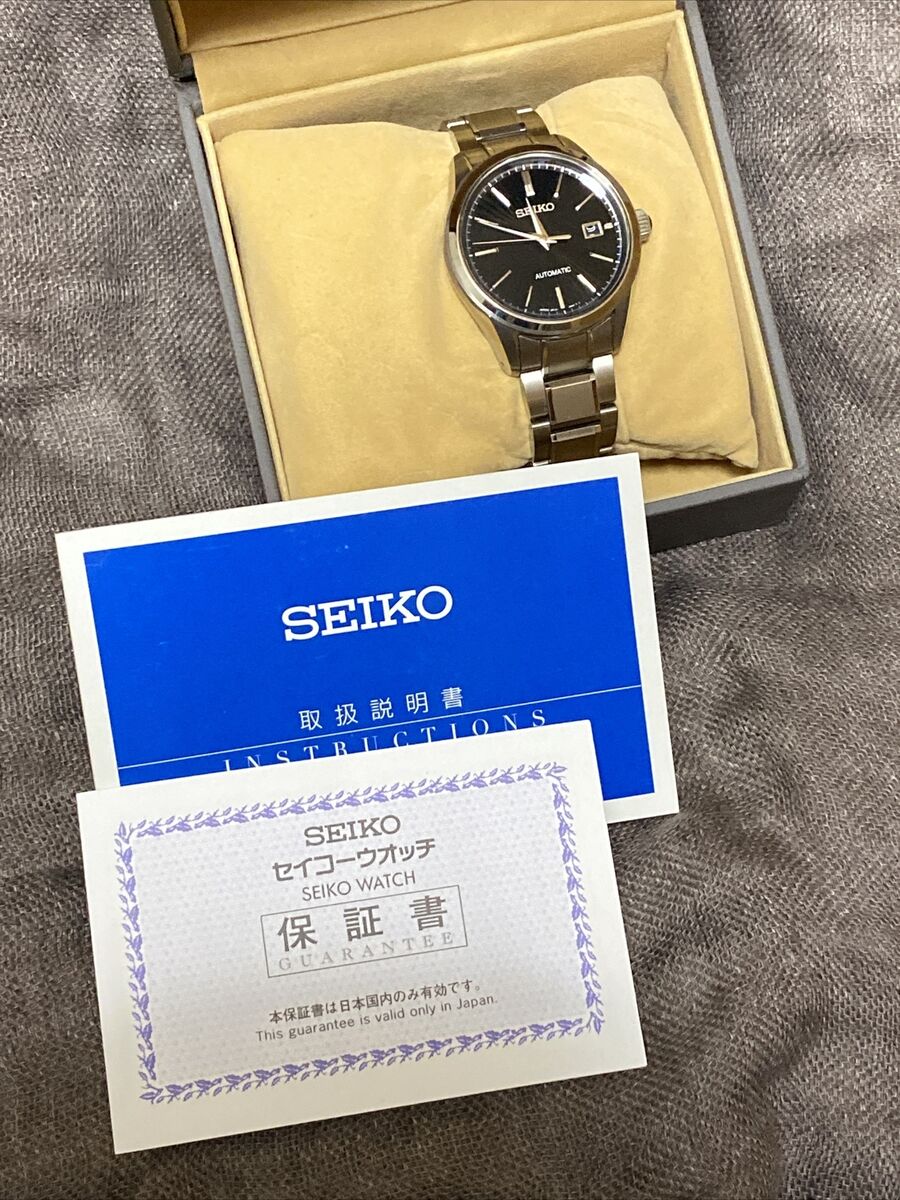 SEIKO
AUTOMATIC
SEIKO
取扱説明書
INSTRUCTIONS
SEIKO
セイコーウオッチ
SEIKO WATCH
保証書
GUARANTEE
本保証書は日本国内のみ有効です。
This guarantee is valid only in Japan.